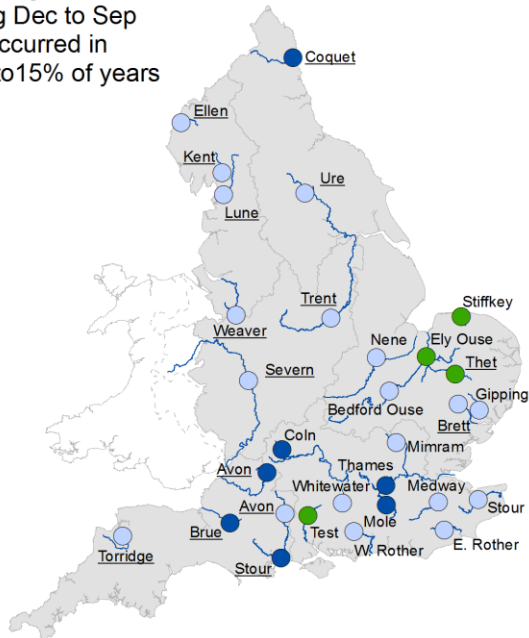 g Dec to Sep
ccurred in
to15% of years
Coquet
Ellen
Kent
Ure
Lune
Trent
Stiffkey
Weaver
Nene
Ely Ouse
Thet
Severn
Gipping
Bedford Ouse
Brett
Coln
Mimram
Avon
Thames
Whitewater
Medway
Avon
Stour
Brue
Test
Mole
W. Rother
E. Rother
Torridge
Stour